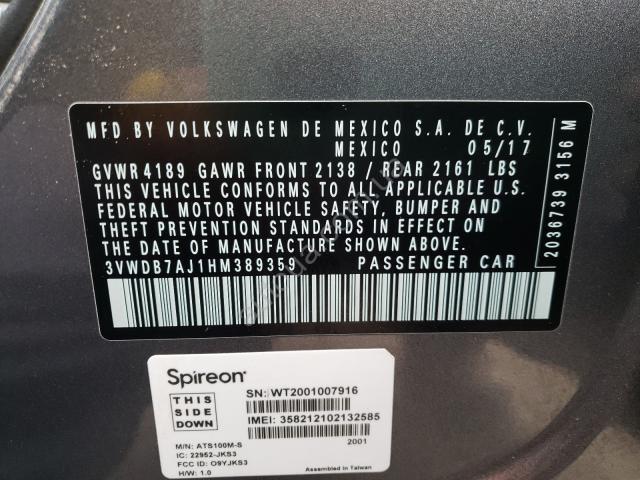 MFD.BY VOLKSWAGEN DE MEXICO S.A. DE C.V.
MEXICO 05/17
GVWR 4189 GAWR FRONT 2138 / REAR 2161 LBS
THIS VEHICLE CONFORMS TO ALL APPLICABLE U.S.
FEDERAL MOTOR VEHICLE SAFETY, BUMPER AND
THEFT PREVENTION STANDARDS IN EFFECT ON
DATE OF MANUFACTURE SHOWN ABOVE.
3VWDB7AJ1HM389359 PASSENGER CAR
2036739 3156 M
Spireon
THIS
SIDE
DOWN
SN: WT2001007916
IMEI: 358212102132585
2001
M/N: ATS100M-S
IC: 22952-JKS3
FCC ID: O9YJKS3
H/W: 1.0
Assembled in Taiwan